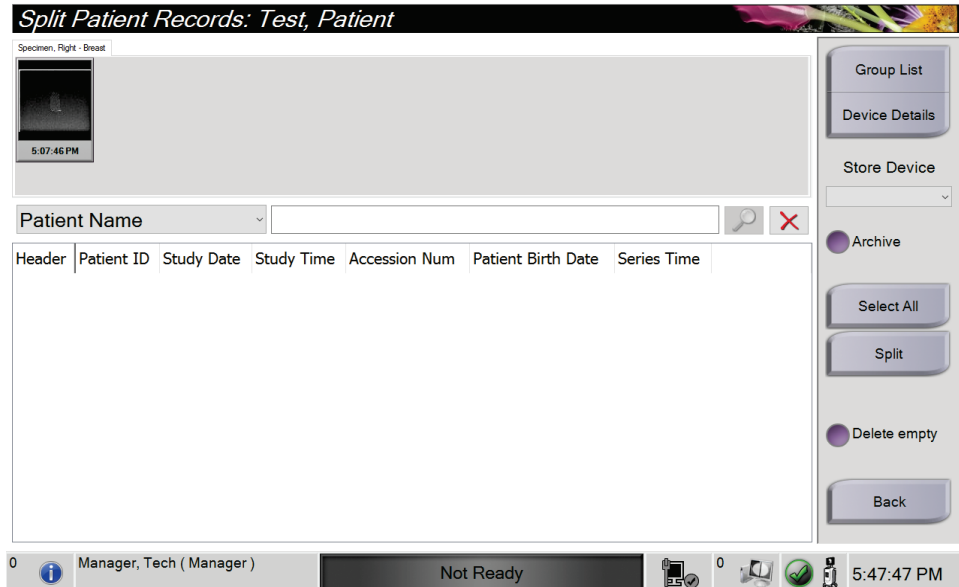 Split Patient Records: Test, Patient
Specimen, Right - Breast
5:07:46 PM
Group List
Device Details
Store Device
Patient Name
Archive
Header Patient ID Study Date Study Time Accession Num Patient Birth Date Series Time
Select All
Split
Delete empty
Back
0 Manager, Tech ( Manager ) Not Ready 0 5:47:47 PM